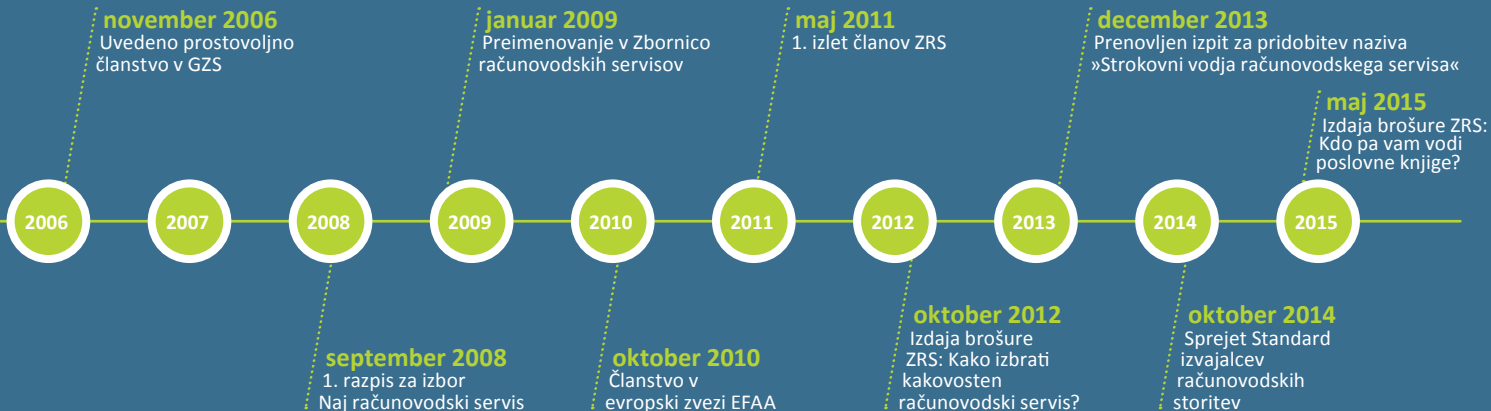 november 2006
Uvedeno prostovoljno
članstvo v GZS
januar 2009
Preimenovanje v Zbornico
računovodskih servisov
maj 2011
1. izlet članov ZRS
december 2013
Prenovljen izpit za pridobitev naziva
»Strokovni vodja računovodskega servisa«
maj 2015
Izdaja brošure ZRS:
Kdo pa vam vodi
poslovne knjige?
2006
2007
2008
2009
2010
2011
2012
2013
2014
2015
september 2008
1. razpis za izbor
Naj računovodski servis
oktober 2010
Članstvo v
evropski zvezi EFAA
oktober 2012
Izdaja brošure
ZRS: Kako izbrati
kakovosten
računovodski servis?
oktober 2014
Sprejet Standard
izvajalcev
računovodskih
storitev